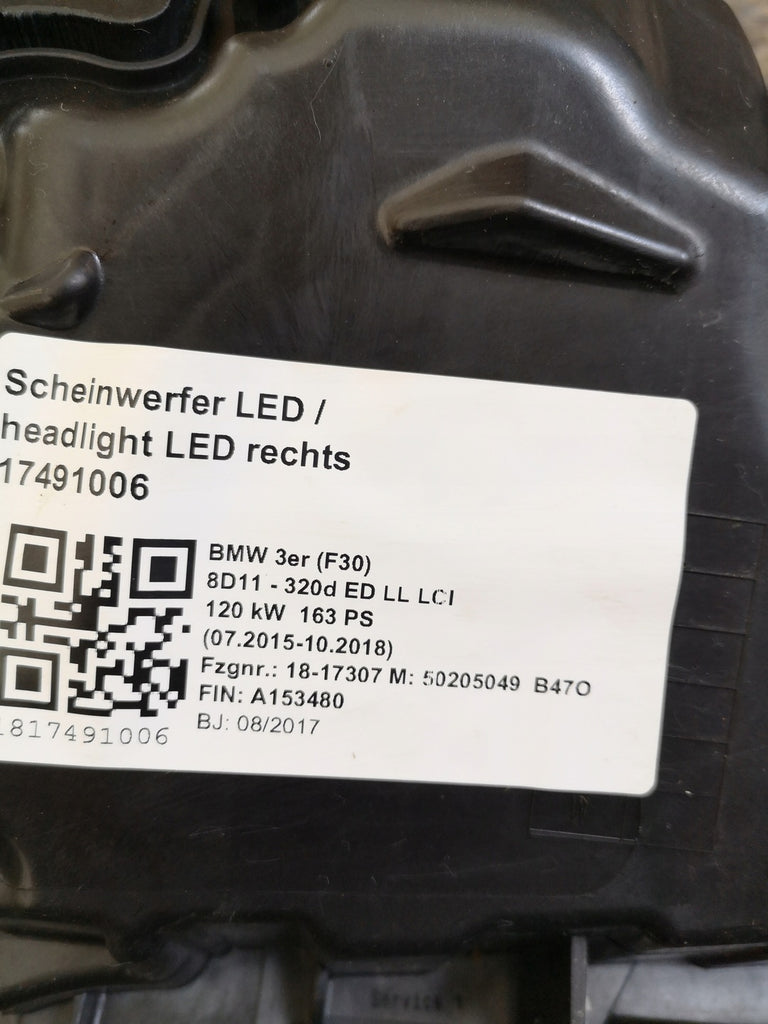 Scheinwerfer LED /
headlight LED rechts
17491006
BMW 3er (F30)
8D11 - 320d ED LL LCI
120 kW 163 PS
(07.2015-10.2018)
Fzgnr.: 18-17307 M: 50205049 B47O
FIN: A153480
BJ: 08/2017
1817491006
Service